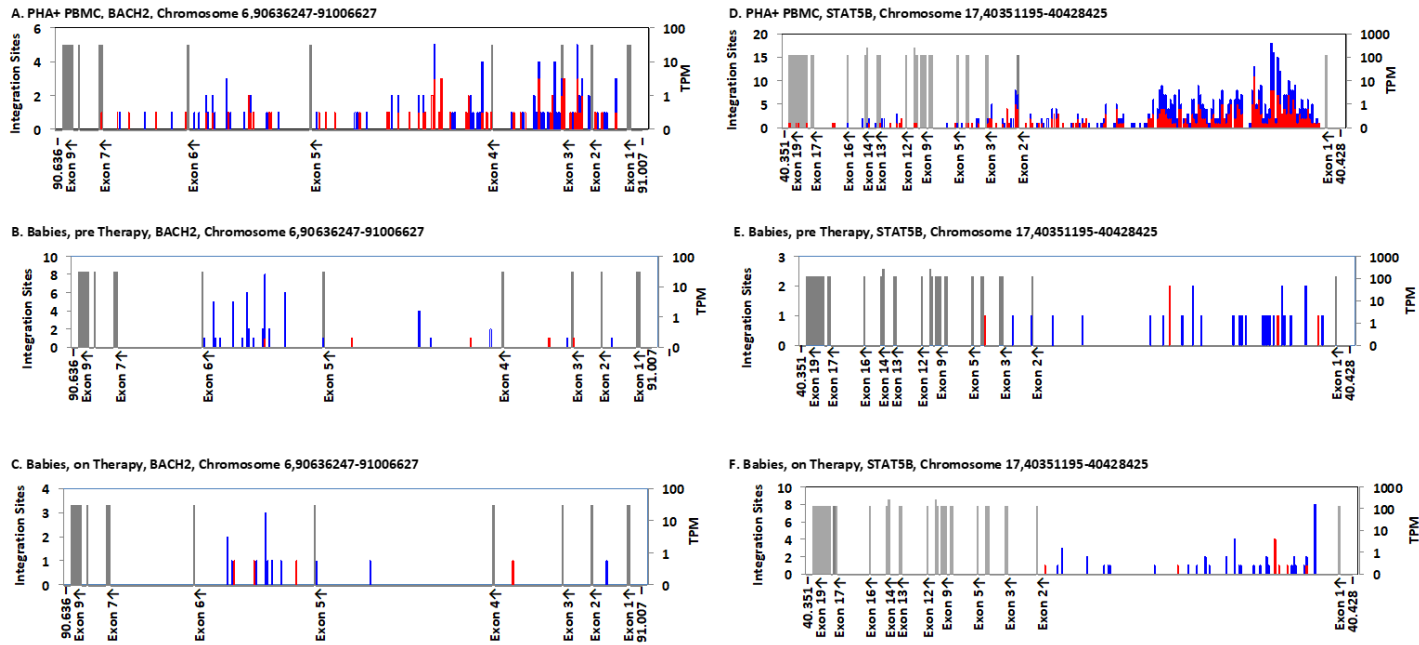 A. PHA+ PBMC, BACH2, Chromosome 6,90636247-91006627
Integration Sites
6
4
2
0
100
10
1
0
TPM
90.636
Exon 9
Exon 7
Exon 6
Exon 5
Exon 4
Exon 3
Exon 2
Exon 1
91.007
B. Babies, pre Therapy, BACH2, Chromosome 6,90636247-91006627
Integration Sites
10
8
6
4
2
0
100
10
1
0
TPM
90.636
Exon 9
Exon 7
Exon 6
Exon 5
Exon 4
Exon 3
Exon 2
Exon 1
91.007
C. Babies, on Therapy, BACH2, Chromosome 6,90636247-91006627
Integration Sites
4
3
2
1
0
100
10
1
0
TPM
90.636
Exon 9
Exon 7
Exon 6
Exon 5
Exon 4
Exon 3
Exon 2
Exon 1
91.007
D. PHA+ PBMC, STAT5B, Chromosome 17,40351195-40428425
Integration Sites
20
15
10
5
0
1000
100
10
1
0
TPM
40.351
Exon 19
Exon 17
Exon 16
Exon 14
Exon 13
Exon 12
Exon 9
Exon 5
Exon 3
Exon 2
Exon 1
40.428
E. Babies, pre Therapy, STAT5B, Chromosome 17,40351195-40428425
Integration Sites
3
2
1
0
1000
100
10
1
0
TPM
40.351
Exon 19
Exon 17
Exon 16
Exon 14
Exon 13
Exon 12
Exon 9
Exon 5
Exon 3
Exon 2
Exon 1
40.428
F. Babies, on Therapy, STAT5B, Chromosome 17,40351195-40428425
Integration Sites
10
8
6
4
2
0
1000
100
10
1
0
TPM
40.351
Exon 19
Exon 17
Exon 16
Exon 14
Exon 13
Exon 12
Exon 9
Exon 5
Exon 3
Exon 2
Exon 1
40.428